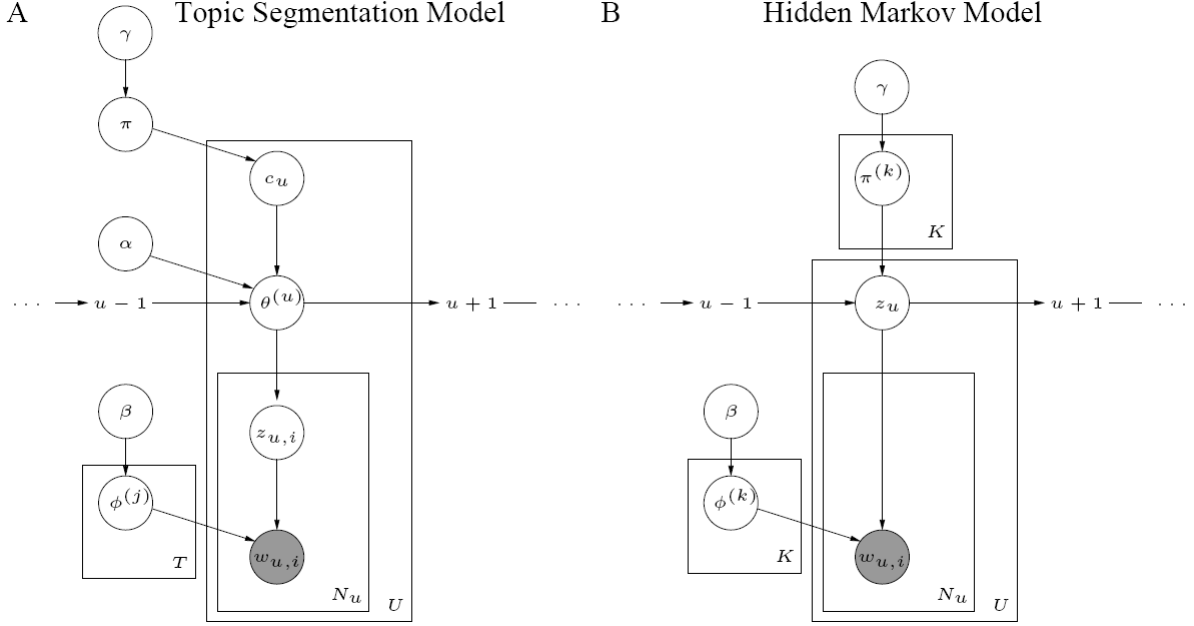 A Topic Segmentation Model
γ
π
c_u
α
· · · u − 1 θ^(u) u + 1 · · ·
β
z_{u,i}
φ^(j)
w_{u,i}
T
N_u
U
B Hidden Markov Model
γ
π^(k)
K
· · · u − 1 z_u u + 1 · · ·
β
φ^(k)
w_{u,i}
K
N_u
U